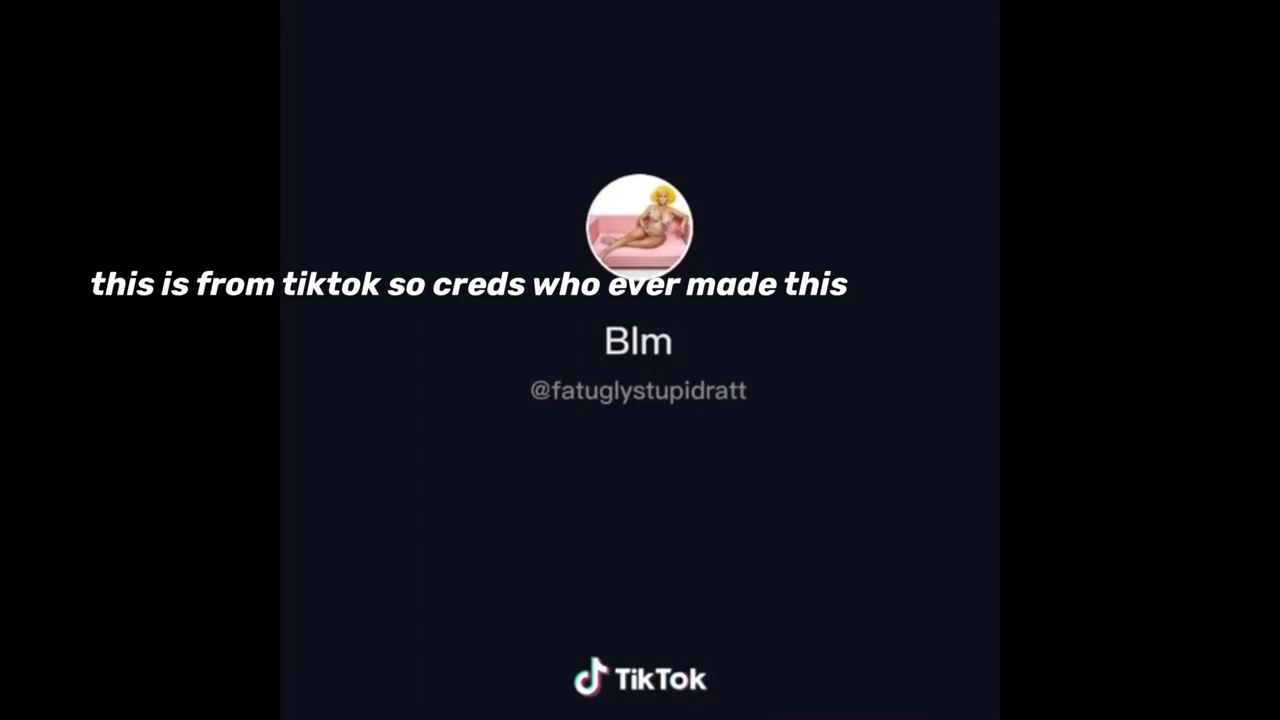 this is from tiktok so creds who ever made this
Blm
@fatuglystupidratt
TikTok